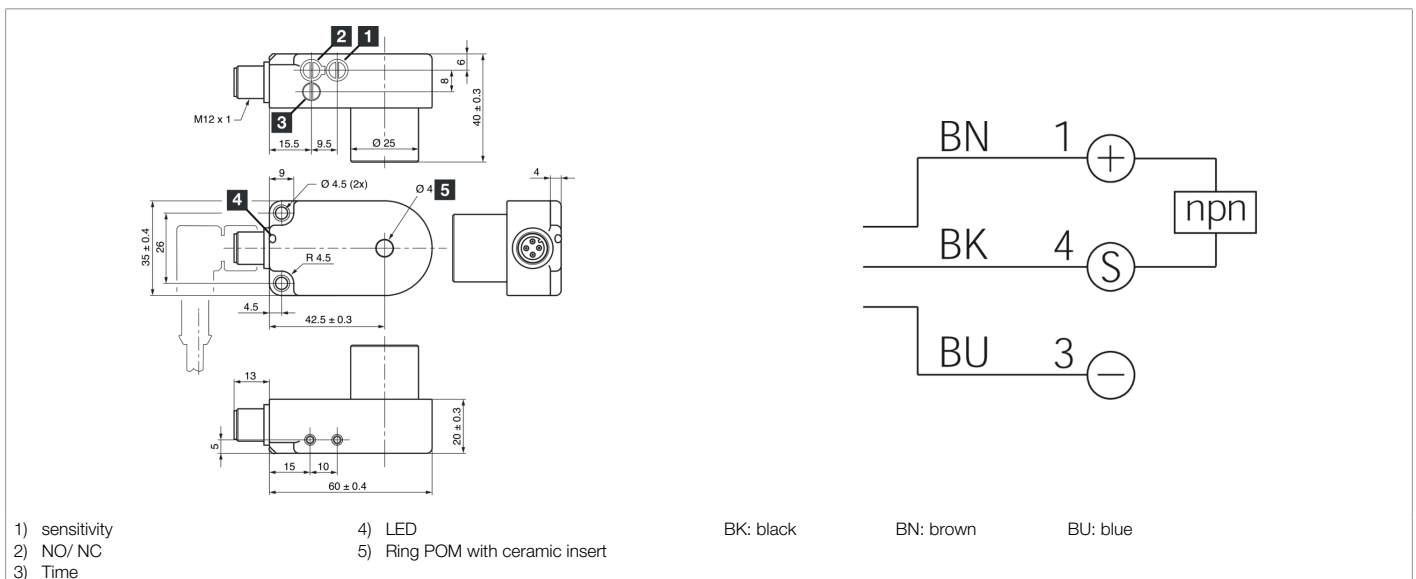 2 1
6
8
40 ± 0.3
M12 x 1
3
15.5 9.5 Ø 25
9
Ø 4.5 (2x)
4
Ø 4 5
4
35 ± 0.4
26
R 4.5
4.5
42.5 ± 0.3
13
5
20 ± 0.3
15 10
60 ± 0.4
BN 1 +
npn
BK 4 S
BU 3 −
1) sensitivity
2) NO/ NC
3) Time
4) LED
5) Ring POM with ceramic insert
BK: black BN: brown BU: blue